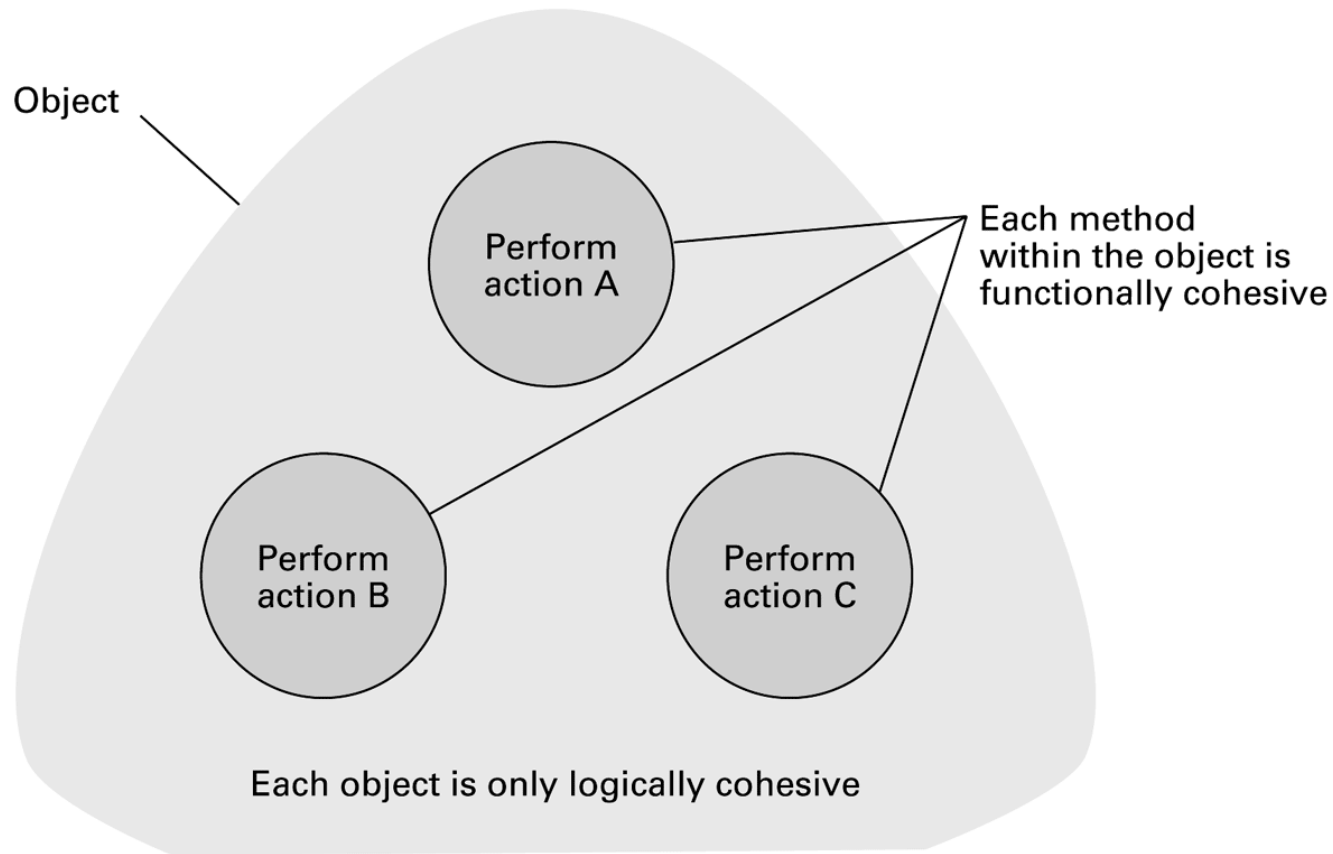 Object
Perform
action A
Each method
within the object is
functionally cohesive
Perform
action B
Perform
action C
Each object is only logically cohesive